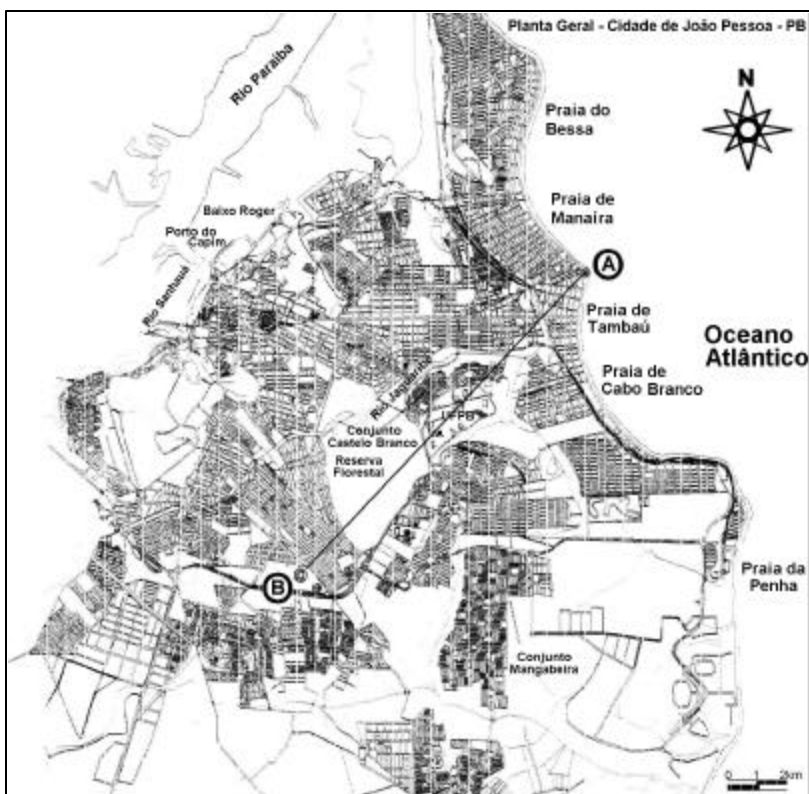 Planta Geral - Cidade de João Pessoa - PB
Rio Paraiba
N
Praia do
Bessa
Praia de
Manaira
Baixo Roger
Porto do
Capim
A
Rio Sanhauá
Praia de
Tambaú
Oceano
Atlântico
Praia de
Cabo Branco
Rio Jaguaribe
UFPB
Conjunto
Castelo Branco
Reserva
Florestal
B
Praia da
Penha
Conjunto
Mangabeira
0 1 2km